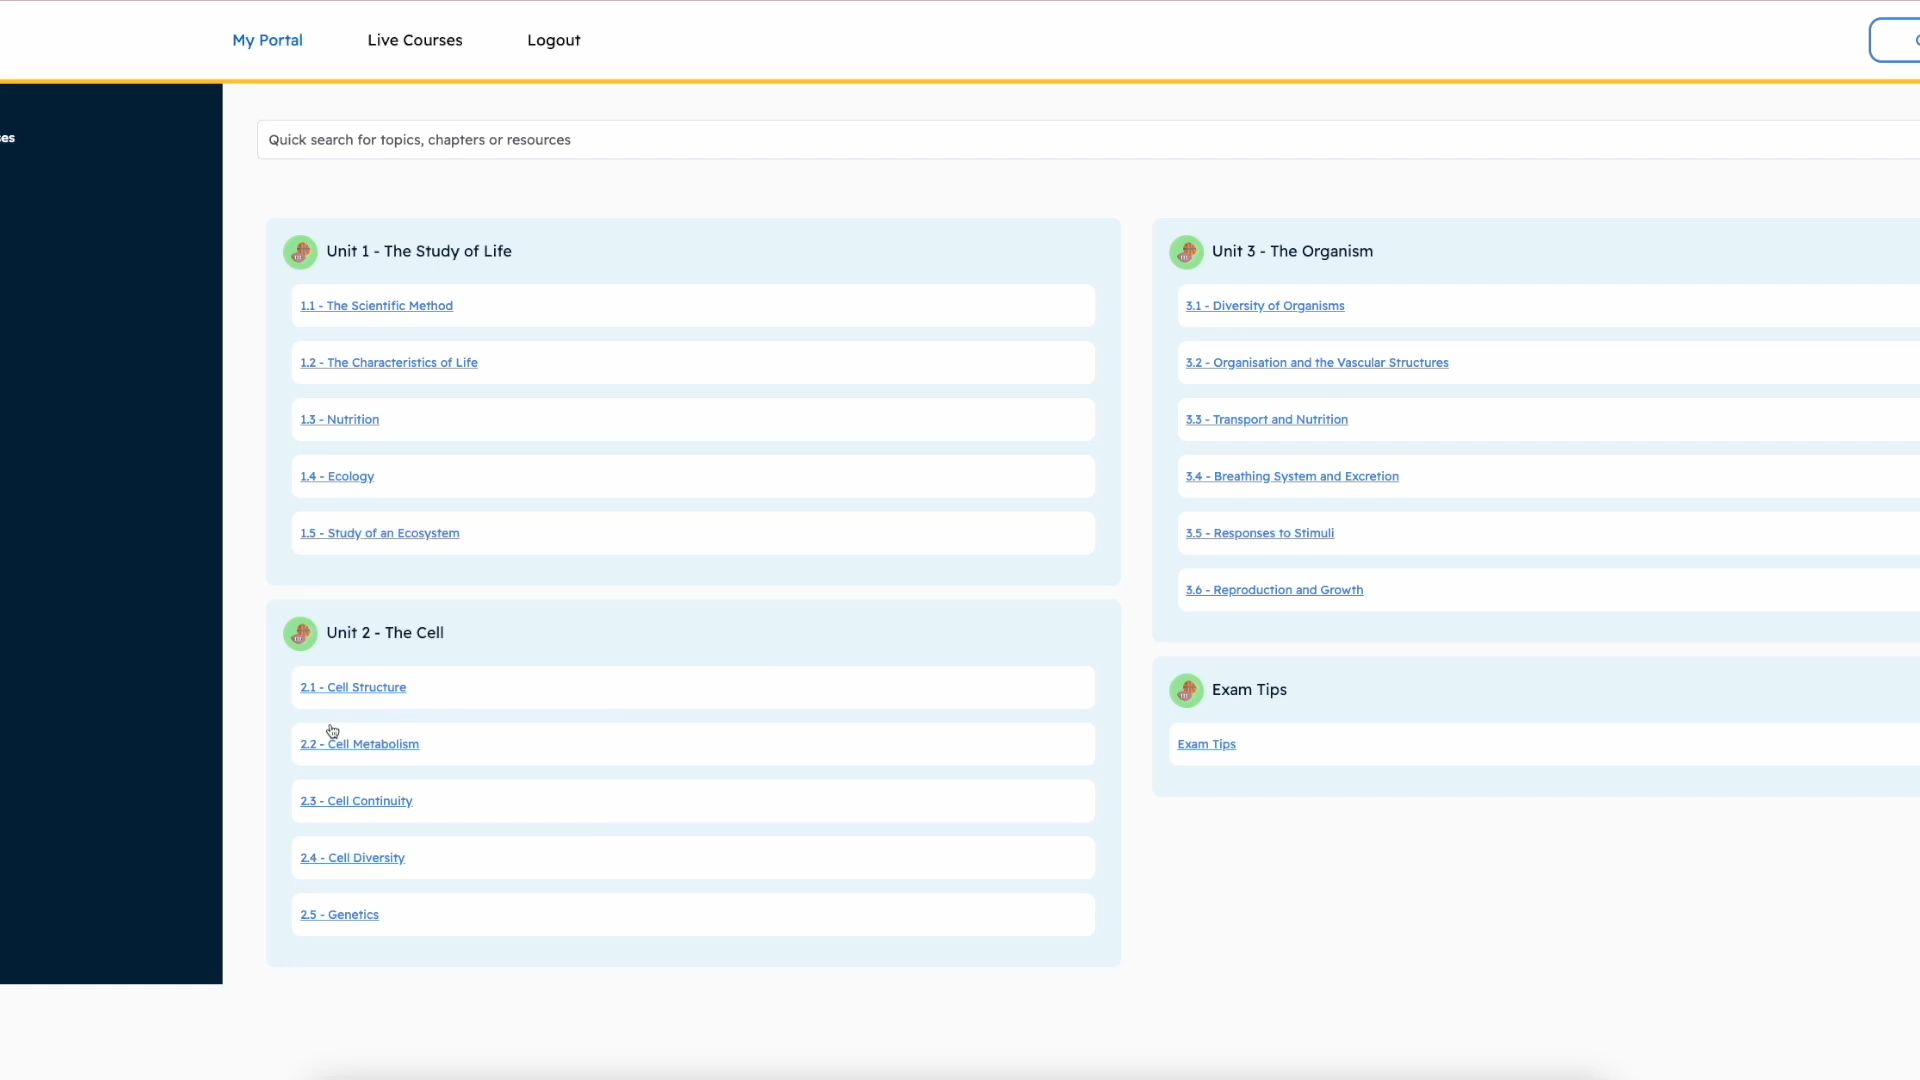 My Portal
Live Courses
Logout
Quick search for topics, chapters or resources
Unit 1 - The Study of Life
1.1 - The Scientific Method
1.2 - The Characteristics of Life
1.3 - Nutrition
1.4 - Ecology
1.5 - Study of an Ecosystem
Unit 2 - The Cell
2.1 - Cell Structure
2.2 - Cell Metabolism
2.3 - Cell Continuity
2.4 - Cell Diversity
2.5 - Genetics
Unit 3 - The Organism
3.1 - Diversity of Organisms
3.2 - Organisation and the Vascular Structures
3.3 - Transport and Nutrition
3.4 - Breathing System and Excretion
3.5 - Responses to Stimuli
3.6 - Reproduction and Growth
Exam Tips
Exam Tips